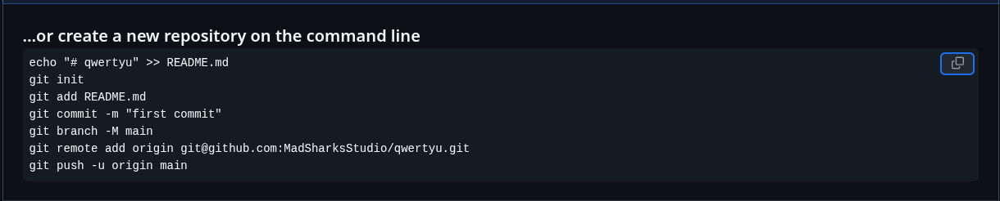 ...or create a new repository on the command line
echo "# qwertyu" >> README.md
git init
git add README.md
git commit -m "first commit"
git branch -M main
git remote add origin git@github.com:MadSharksStudio/qwertyu.git
git push -u origin main